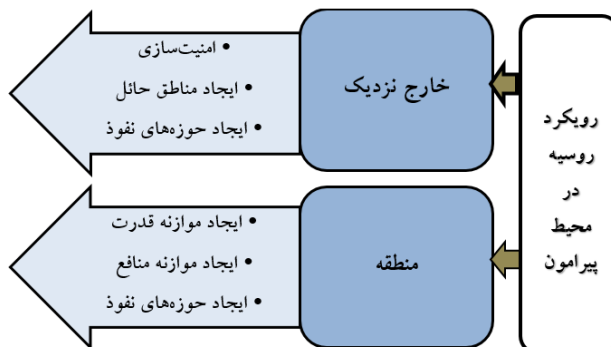 رویکرد
روسیه
در
محیط
پیرامون
خارج نزدیک
• امنیت‌سازی
• ایجاد مناطق حائل
• ایجاد حوزه‌های نفوذ
منطقه
• ایجاد موازنه قدرت
• ایجاد موازنه منافع
• ایجاد حوزه‌های نفوذ